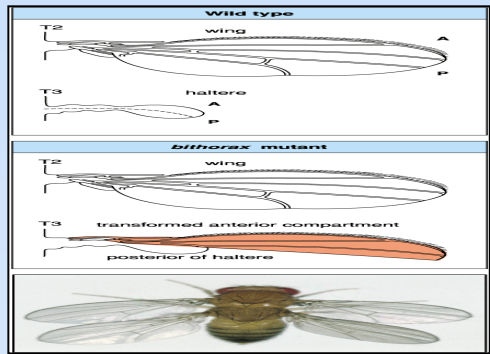 Wild type
T2
wing
A
P
T3
haltere
A
P
bithorax mutant
T2
wing
T3
transformed anterior compartment
posterior of haltere